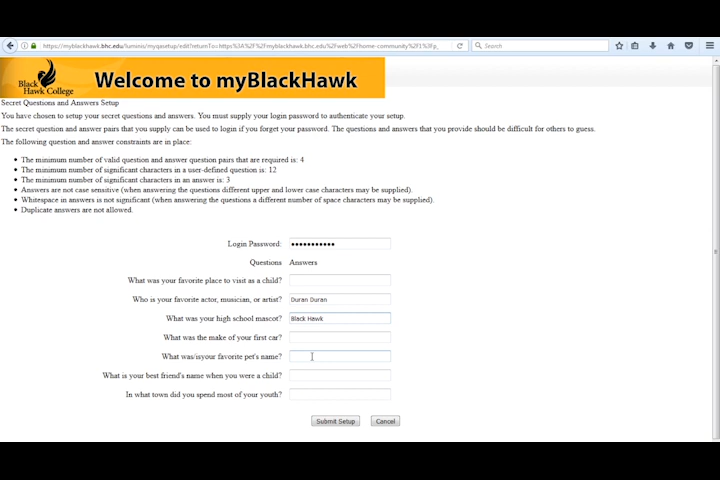 https://myblackhawk.bhc.edu/luminis/myqasetup/edit?returnTo=https%3A%2F%2Fmyblackhawk.bhc.edu%2Fweb%2Fhome-community%2F1%3Fp_
Search
Black Hawk College
Welcome to myBlackHawk
Secret Questions and Answers Setup
You have chosen to setup your secret questions and answers. You must supply your login password to authenticate your setup.
The secret question and answer pairs that you supply can be used to login if you forget your password. The questions and answers that you provide should be difficult for others to guess.
The following question and answer constraints are in place:
• The minimum number of valid question and answer question pairs that are required is: 4
• The minimum number of significant characters in a user-defined question is: 12
• The minimum number of significant characters in an answer is: 3
• Answers are not case sensitive (when answering the questions different upper and lower case characters may be supplied).
• Whitespace in answers is not significant (when answering the questions a different number of space characters may be supplied).
• Duplicate answers are not allowed.
Login Password: •••••••••••
Questions Answers
What was your favorite place to visit as a child?
Who is your favorite actor, musician, or artist? Duran Duran
What was your high school mascot? Black Hawk
What was the make of your first car?
What was/isyour favorite pet's name?
What is your best friend's name when you were a child?
In what town did you spend most of your youth?
Submit Setup Cancel